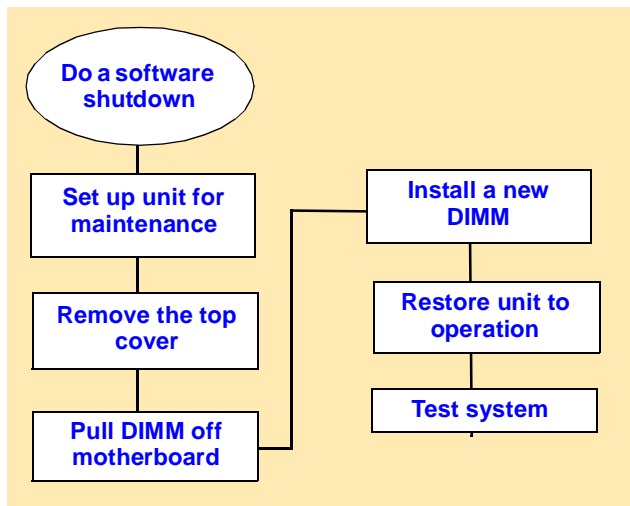 Do a software
shutdown
Set up unit for
maintenance
Remove the top
cover
Pull DIMM off
motherboard
Install a new
DIMM
Restore unit to
operation
Test system